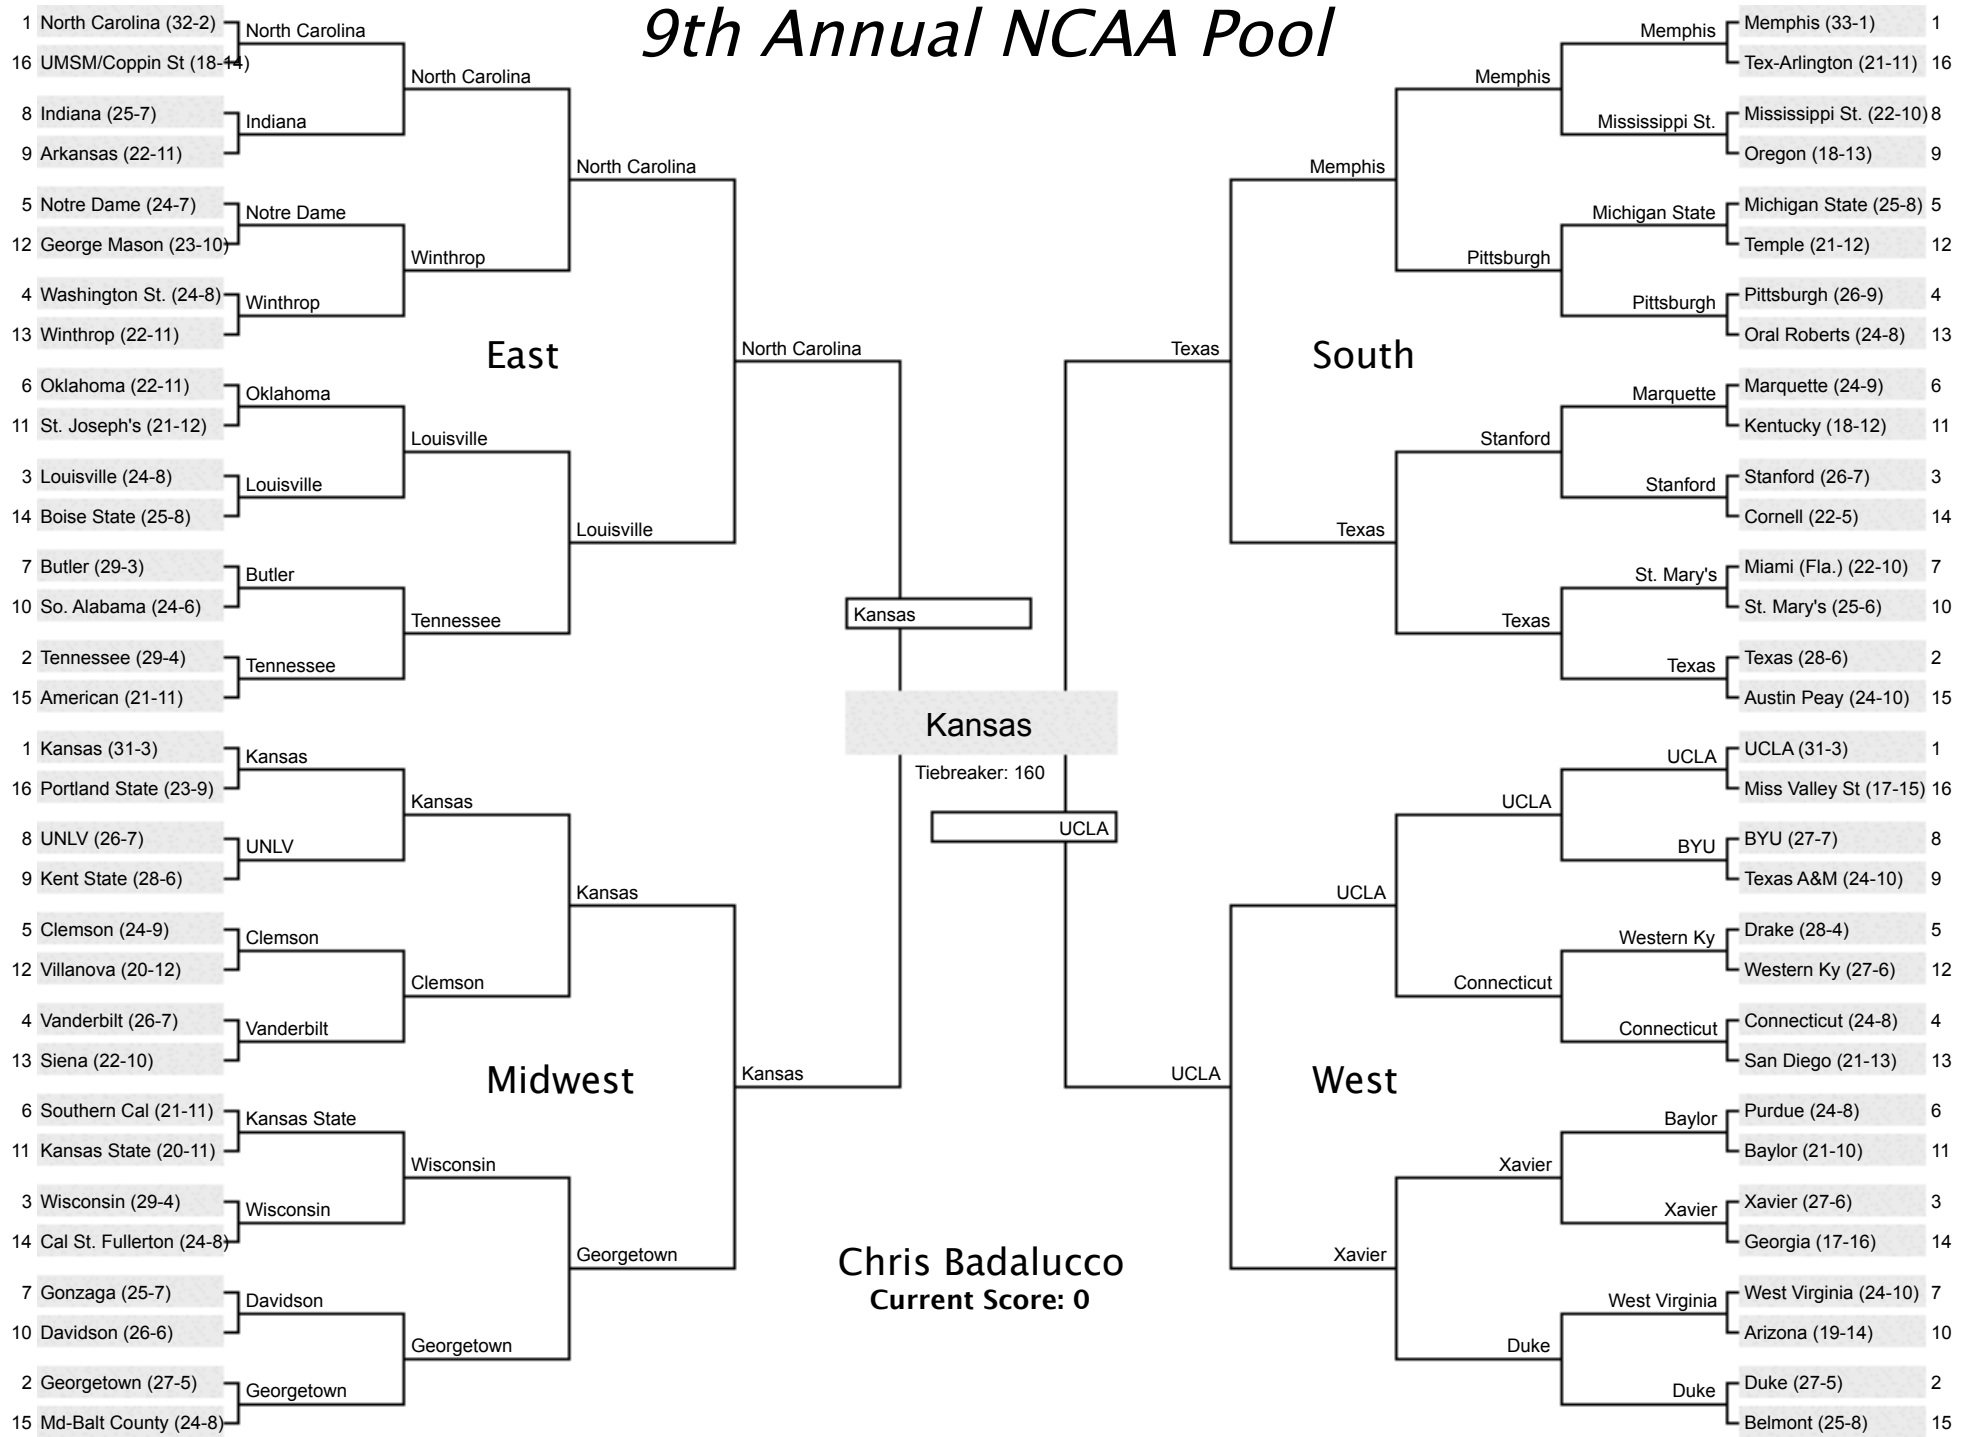 9th Annual NCAA Pool
1 North Carolina (32-2)
16 UMSM/Coppin St (18-14)
8 Indiana (25-7)
9 Arkansas (22-11)
5 Notre Dame (24-7)
12 George Mason (23-10)
4 Washington St. (24-8)
13 Winthrop (22-11)
6 Oklahoma (22-11)
11 St. Joseph's (21-12)
3 Louisville (24-8)
14 Boise State (25-8)
7 Butler (29-3)
10 So. Alabama (24-6)
2 Tennessee (29-4)
15 American (21-11)
North Carolina
Indiana
Notre Dame
Winthrop
Oklahoma
Louisville
Butler
Tennessee
North Carolina
Winthrop
Louisville
Tennessee
North Carolina
Louisville
North Carolina
East
1 Kansas (31-3)
16 Portland State (23-9)
8 UNLV (26-7)
9 Kent State (28-6)
5 Clemson (24-9)
12 Villanova (20-12)
4 Vanderbilt (26-7)
13 Siena (22-10)
6 Southern Cal (21-11)
11 Kansas State (20-11)
3 Wisconsin (29-4)
14 Cal St. Fullerton (24-8)
7 Gonzaga (25-7)
10 Davidson (26-6)
2 Georgetown (27-5)
15 Md-Balt County (24-8)
Kansas
UNLV
Clemson
Vanderbilt
Kansas State
Wisconsin
Davidson
Georgetown
Kansas
Clemson
Wisconsin
Georgetown
Kansas
Georgetown
Kansas
Midwest
Kansas
Kansas
Tiebreaker: 160
UCLA
Chris Badalucco
Current Score: 0
Memphis (33-1) 1
Tex-Arlington (21-11) 16
Mississippi St. (22-10) 8
Oregon (18-13) 9
Michigan State (25-8) 5
Temple (21-12) 12
Pittsburgh (26-9) 4
Oral Roberts (24-8) 13
Marquette (24-9) 6
Kentucky (18-12) 11
Stanford (26-7) 3
Cornell (22-5) 14
Miami (Fla.) (22-10) 7
St. Mary's (25-6) 10
Texas (28-6) 2
Austin Peay (24-10) 15
Memphis
Mississippi St.
Michigan State
Pittsburgh
Marquette
Stanford
St. Mary's
Texas
Memphis
Pittsburgh
Stanford
Texas
Memphis
Texas
Texas
South
UCLA (31-3) 1
Miss Valley St (17-15) 16
BYU (27-7) 8
Texas A&M (24-10) 9
Drake (28-4) 5
Western Ky (27-6) 12
Connecticut (24-8) 4
San Diego (21-13) 13
Purdue (24-8) 6
Baylor (21-10) 11
Xavier (27-6) 3
Georgia (17-16) 14
West Virginia (24-10) 7
Arizona (19-14) 10
Duke (27-5) 2
Belmont (25-8) 15
UCLA
BYU
Western Ky
Connecticut
Baylor
Xavier
West Virginia
Duke
UCLA
Connecticut
Xavier
Duke
UCLA
Xavier
UCLA
West